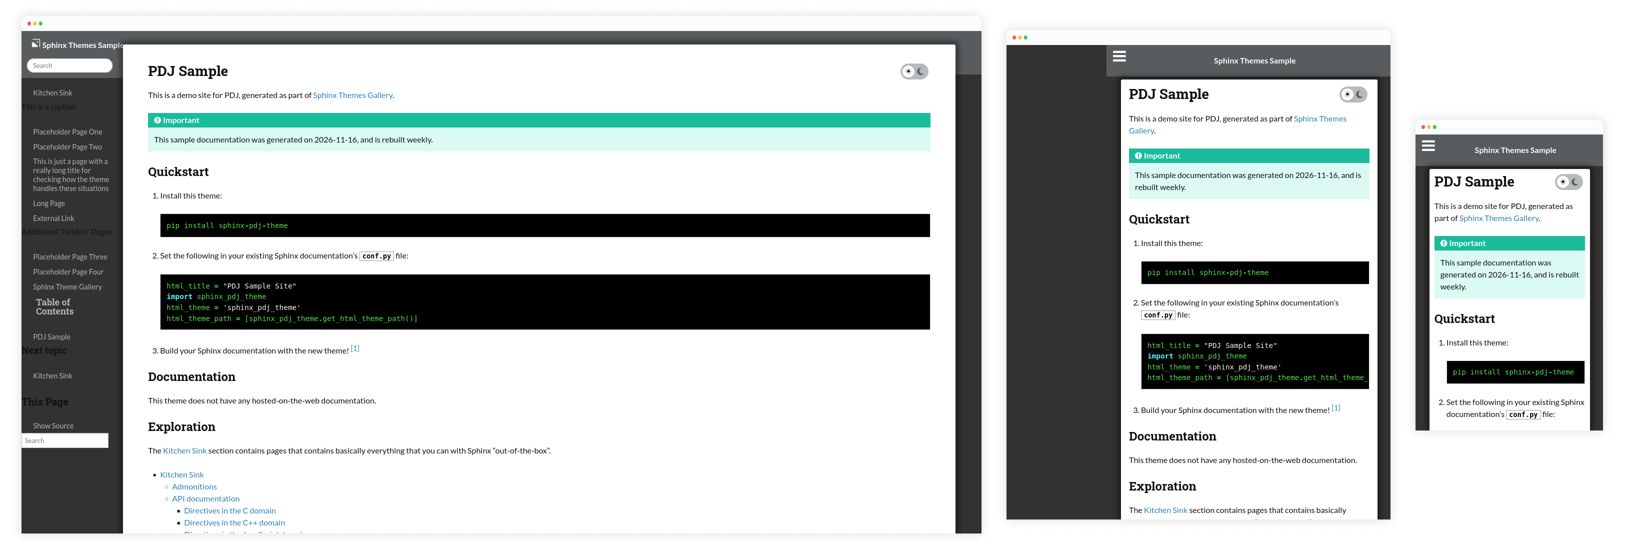 Sphinx Themes Sample
Search
Kitchen Sink
This is a caption
Placeholder Page One
Placeholder Page Two
This is just a page with a
really long title for
checking how the theme
handles these situations
Long Page
External Link
Additional "hidden" Pages
Placeholder Page Three
Placeholder Page Four
Sphinx Theme Gallery
Table of
Contents
PDJ Sample
Next topic
Kitchen Sink
This Page
Show Source
Search
PDJ Sample
This is a demo site for PDJ, generated as part of Sphinx Themes Gallery.
Important
This sample documentation was generated on 2026-11-16, and is rebuilt weekly.
Quickstart
1. Install this theme:
pip install sphinx-pdj-theme
2. Set the following in your existing Sphinx documentation's conf.py file:
html_title = "PDJ Sample Site"
import sphinx_pdj_theme
html_theme = 'sphinx_pdj_theme'
html_theme_path = [sphinx_pdj_theme.get_html_theme_path()]
3. Build your Sphinx documentation with the new theme! [1]
Documentation
This theme does not have any hosted-on-the-web documentation.
Exploration
The Kitchen Sink section contains pages that contains basically everything that you can with Sphinx "out-of-the-box".
• Kitchen Sink
◦ Admonitions
◦ API documentation
▪ Directives in the C domain
▪ Directives in the C++ domain
Sphinx Themes Sample
PDJ Sample
This is a demo site for PDJ, generated as part of Sphinx Themes
Gallery.
Important
This sample documentation was generated on 2026-11-16, and is
rebuilt weekly.
Quickstart
1. Install this theme:
pip install sphinx-pdj-theme
2. Set the following in your existing Sphinx documentation's
conf.py file:
html_title = "PDJ Sample Site"
import sphinx_pdj_theme
html_theme = 'sphinx_pdj_theme'
html_theme_path = [sphinx_pdj_theme.get_html_theme_
3. Build your Sphinx documentation with the new theme! [1]
Documentation
This theme does not have any hosted-on-the-web documentation.
Exploration
The Kitchen Sink section contains pages that contains basically
Sphinx Themes Sample
PDJ Sample
This is a demo site for PDJ, generated as
part of Sphinx Themes Gallery.
Important
This sample documentation was
generated on 2026-11-16, and is rebuilt
weekly.
Quickstart
1. Install this theme:
pip install sphinx-pdj-theme
2. Set the following in your existing Sphinx
documentation's conf.py file: